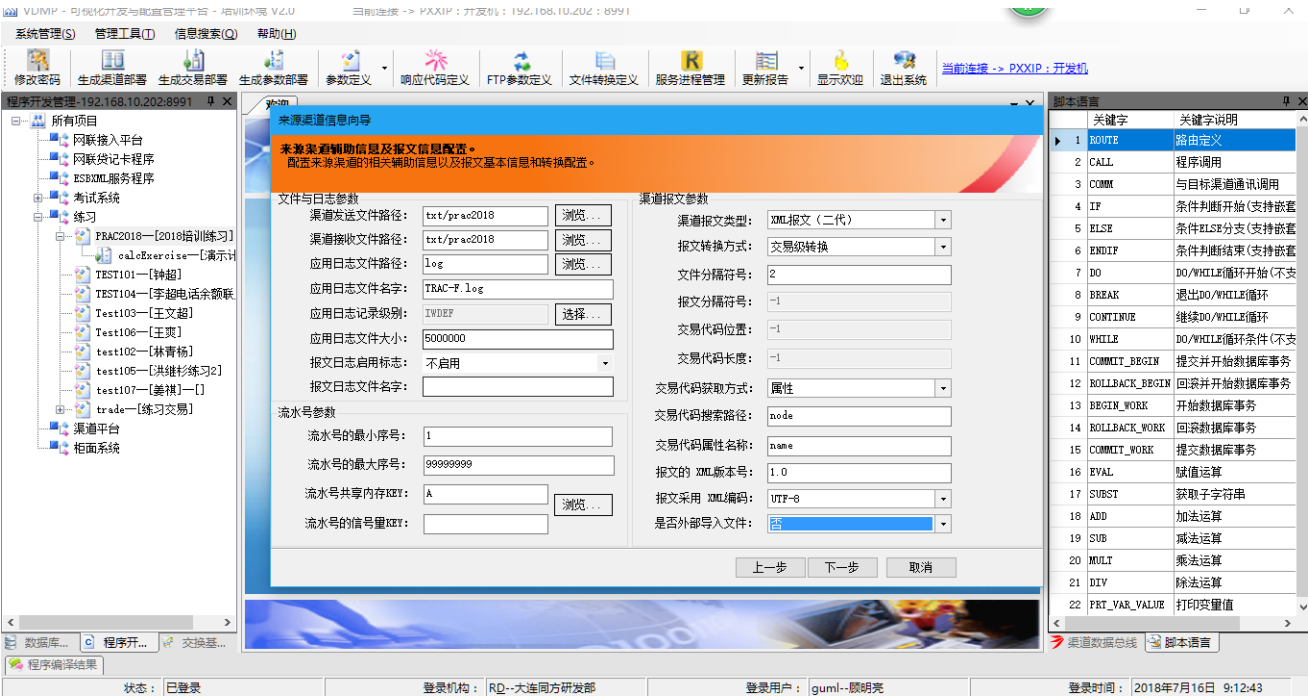 VDMP - 可视化开发与配置管理平台 - 培训环境 V2.0 当前连接 -> PXXIP：开发机：192.168.10.202：8991
系统管理(S) 管理工具(T) 信息搜索(Q) 帮助(H)
修改密码 生成渠道部署 生成交易部署 生成参数部署 参数定义 响应代码定义 FTP参数定义 文件转换定义 服务进程管理 更新报告 显示欢迎 退出系统 当前连接 -> PXXIP：开发机
程序开发管理-192.168.10.202:8991
所有项目
网联接入平台
网联贷记卡程序
ESBXML服务程序
考试系统
练习
PRAC2018—[2018培训练习]
calcExercise—[演示计
TEST101—[钟超]
TEST104—[李超电话余额联
Test103—[王文超]
Test106—[王爽]
test102—[林青杨]
test105—[洪继衫练习2]
test107—[姜祺]—[]
trade—[练习交易]
渠道平台
柜面系统
数据库... 程序开... 交换基...
欢迎
来源渠道信息向导
来源渠道辅助信息及报文信息配置。
配置来源渠道的相关辅助信息以及报文基本信息和转换配置。
文件与日志参数
渠道发送文件路径： txt/prac2018 浏览...
渠道接收文件路径： txt/prac2018 浏览...
应用日志文件路径： log 浏览...
应用日志文件名字： TRAC-F.log
应用日志记录级别： IWDEF 选择...
应用日志文件大小： 5000000
报文日志启用标志： 不启用
报文日志文件名字：
流水号参数
流水号的最小序号： 1
流水号的最大序号： 99999999
流水号共享内存KEY： A 浏览...
流水号的信号量KEY：
渠道报文参数
渠道报文类型： XML报文（二代）
报文转换方式： 交易级转换
文件分隔符号： 2
报文分隔符号： -1
交易代码位置： -1
交易代码长度： -1
交易代码获取方式： 属性
交易代码搜索路径： node
交易代码属性名称： name
报文的 XML版本号： 1.0
报文采用 XML编码： UTF-8
是否外部导入文件： 否
上一步 下一步 取消
脚本语言
关键字 关键字说明
1 ROUTE 路由定义
2 CALL 程序调用
3 COMM 与目标渠道通讯调用
4 IF 条件判断开始(支持嵌套
5 ELSE 条件ELSE分支(支持嵌套
6 ENDIF 条件判断结束(支持嵌套
7 DO DO/WHILE循环开始(不支
8 BREAK 退出DO/WHILE循环
9 CONTINUE 继续DO/WHILE循环
10 WHILE DO/WHILE循环条件(不支
11 COMMIT_BEGIN 提交并开始数据库事务
12 ROLLBACK_BEGIN 回滚并开始数据库事务
13 BEGIN_WORK 开始数据库事务
14 ROLLBACK_WORK 回滚数据库事务
15 COMMIT_WORK 提交数据库事务
16 EVAL 赋值运算
17 SUBST 获取子字符串
18 ADD 加法运算
19 SUB 减法运算
20 MULT 乘法运算
21 DIV 除法运算
22 PRT_VAR_VALUE 打印变量值
渠道数据总线 脚本语言
程序编译结果
状态： 已登录 登录机构： RD--大连同方研发部 登录用户： guml--顾明亮 登录时间： 2018年7月16日 9:12:43